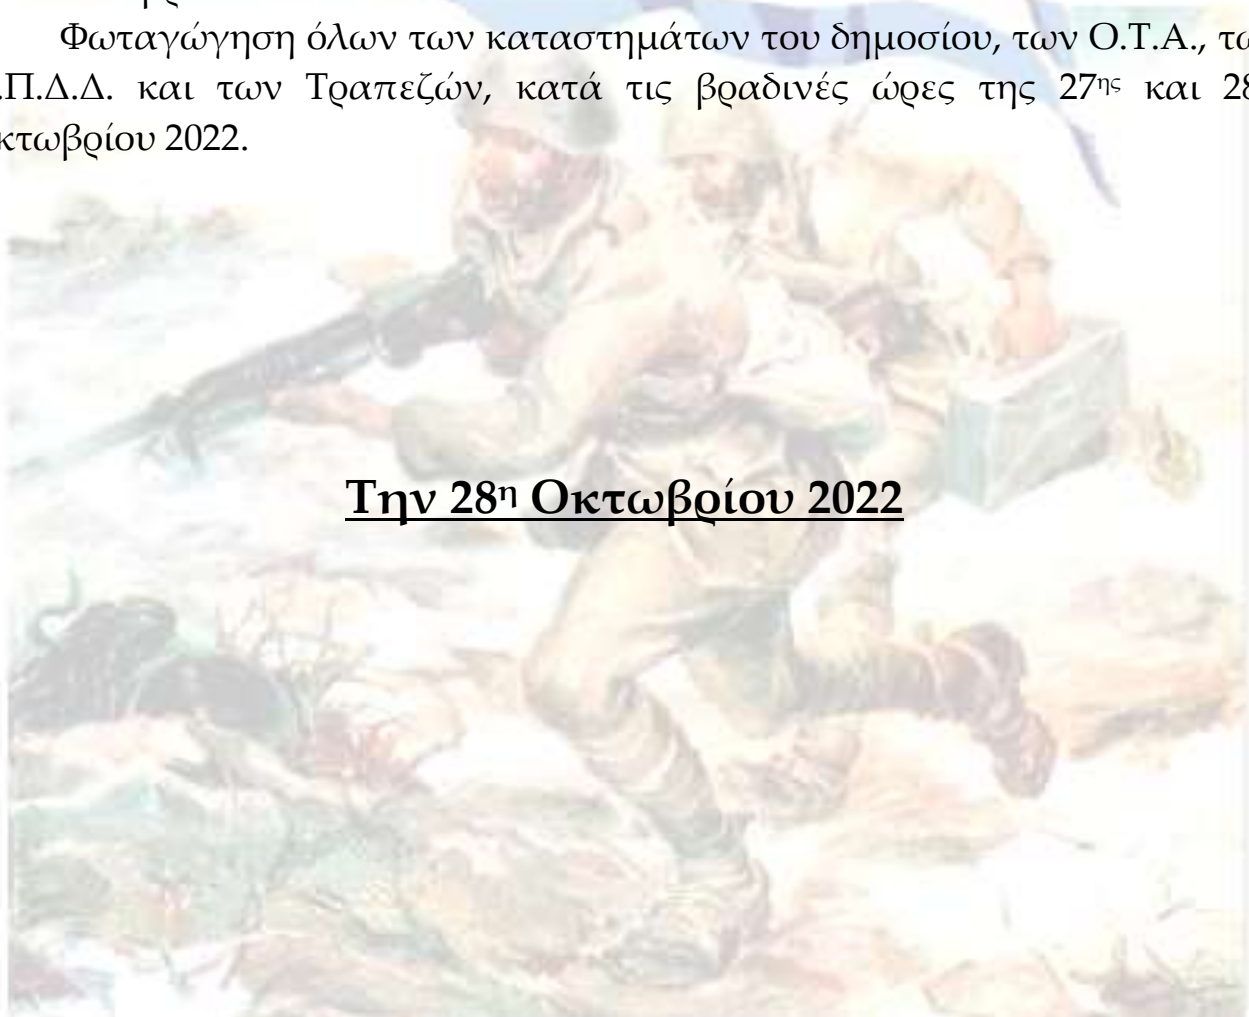 Φωταγώγηση όλων των καταστημάτων του δημοσίου, των Ο.Τ.Α., τω
.Π.Δ.Δ. και των Τραπεζών, κατά τις βραδινές ώρες της 27ης και 28
κτωβρίου 2022.
Την 28η Οκτωβρίου 2022